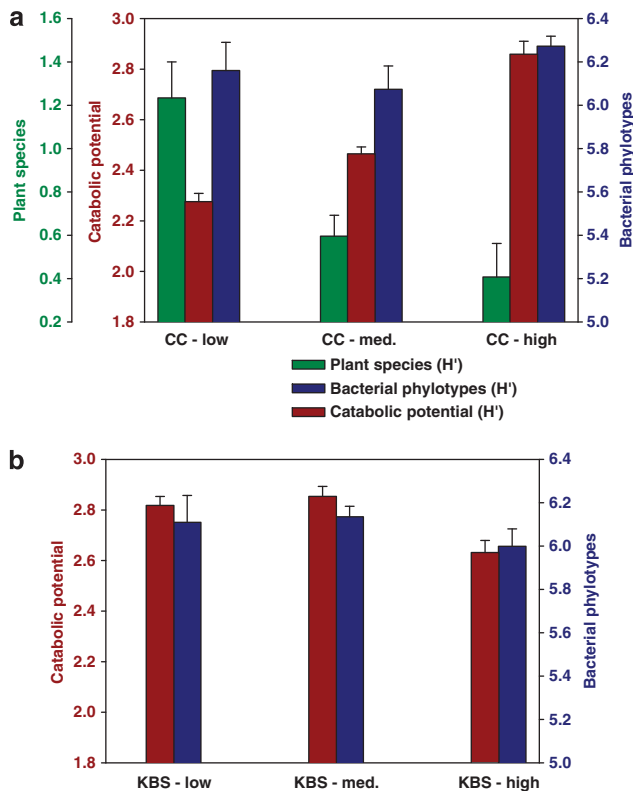 a
Plant species
1.6
1.4
1.2
1.0
0.8
0.6
0.4
0.2
Catabolic potential
3.0
2.8
2.6
2.4
2.2
2.0
1.8
6.4
6.2
6.0
5.8
5.6
5.4
5.2
5.0
Bacterial phylotypes
CC - low
CC - med.
CC - high
Plant species (H')
Bacterial phylotypes (H')
Catabolic potential (H')
b
Catabolic potential
3.0
2.8
2.6
2.4
2.2
2.0
1.8
6.4
6.2
6.0
5.8
5.6
5.4
5.2
5.0
Bacterial phylotypes
KBS - low
KBS - med.
KBS - high